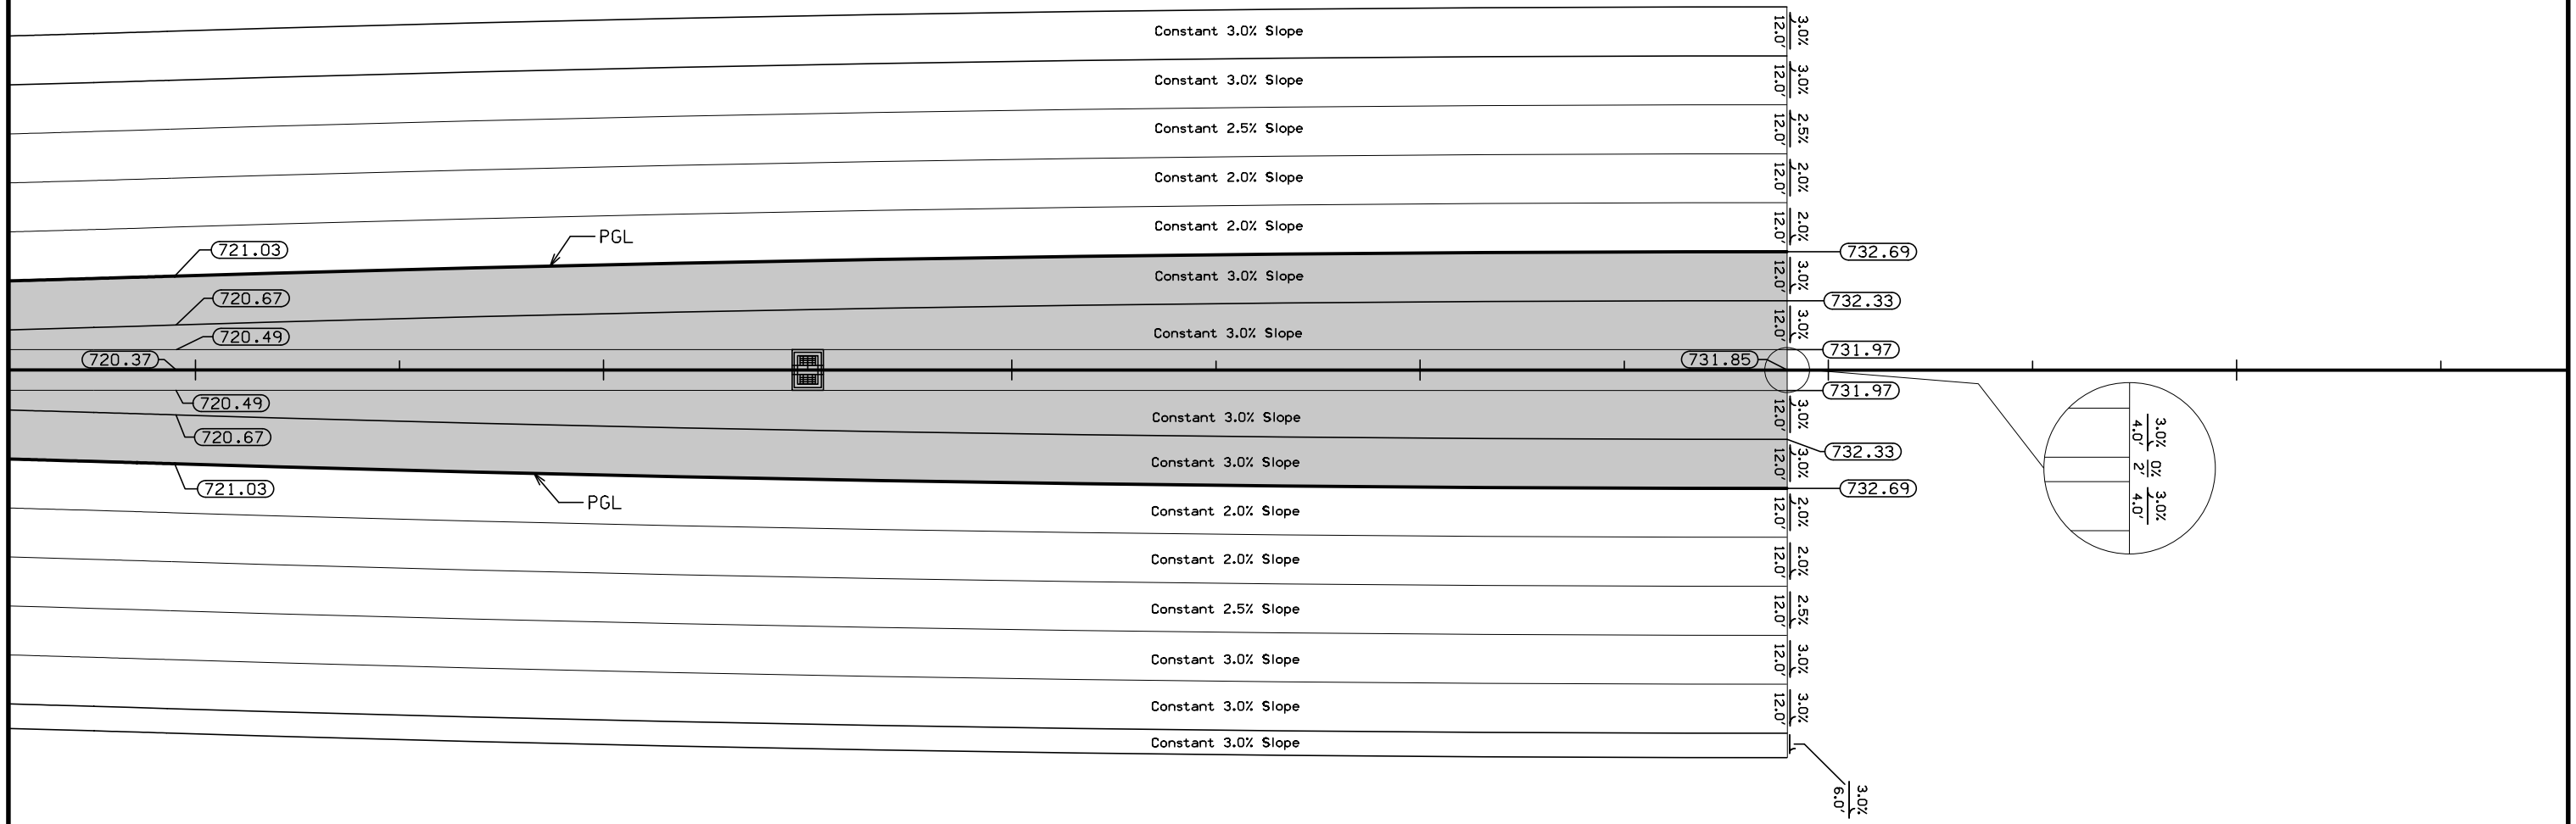 Constant 3.0% Slope
3.0%
12.0'
Constant 3.0% Slope
3.0%
12.0'
Constant 2.5% Slope
2.5%
12.0'
Constant 2.0% Slope
2.0%
12.0'
Constant 2.0% Slope
2.0%
12.0'
721.03
PGL
732.69
Constant 3.0% Slope
3.0%
12.0'
720.67
732.33
720.49
Constant 3.0% Slope
3.0%
12.0'
720.37
731.85
731.97
720.49
731.97
Constant 3.0% Slope
3.0%
12.0'
720.67
732.33
Constant 3.0% Slope
3.0%
12.0'
721.03
PGL
732.69
3.0%
4.0'
0%
2'
3.0%
4.0'
Constant 2.0% Slope
2.0%
12.0'
Constant 2.0% Slope
2.0%
12.0'
Constant 2.5% Slope
2.5%
12.0'
Constant 3.0% Slope
3.0%
12.0'
Constant 3.0% Slope
3.0%
12.0'
Constant 3.0% Slope
3.0%
6.0'